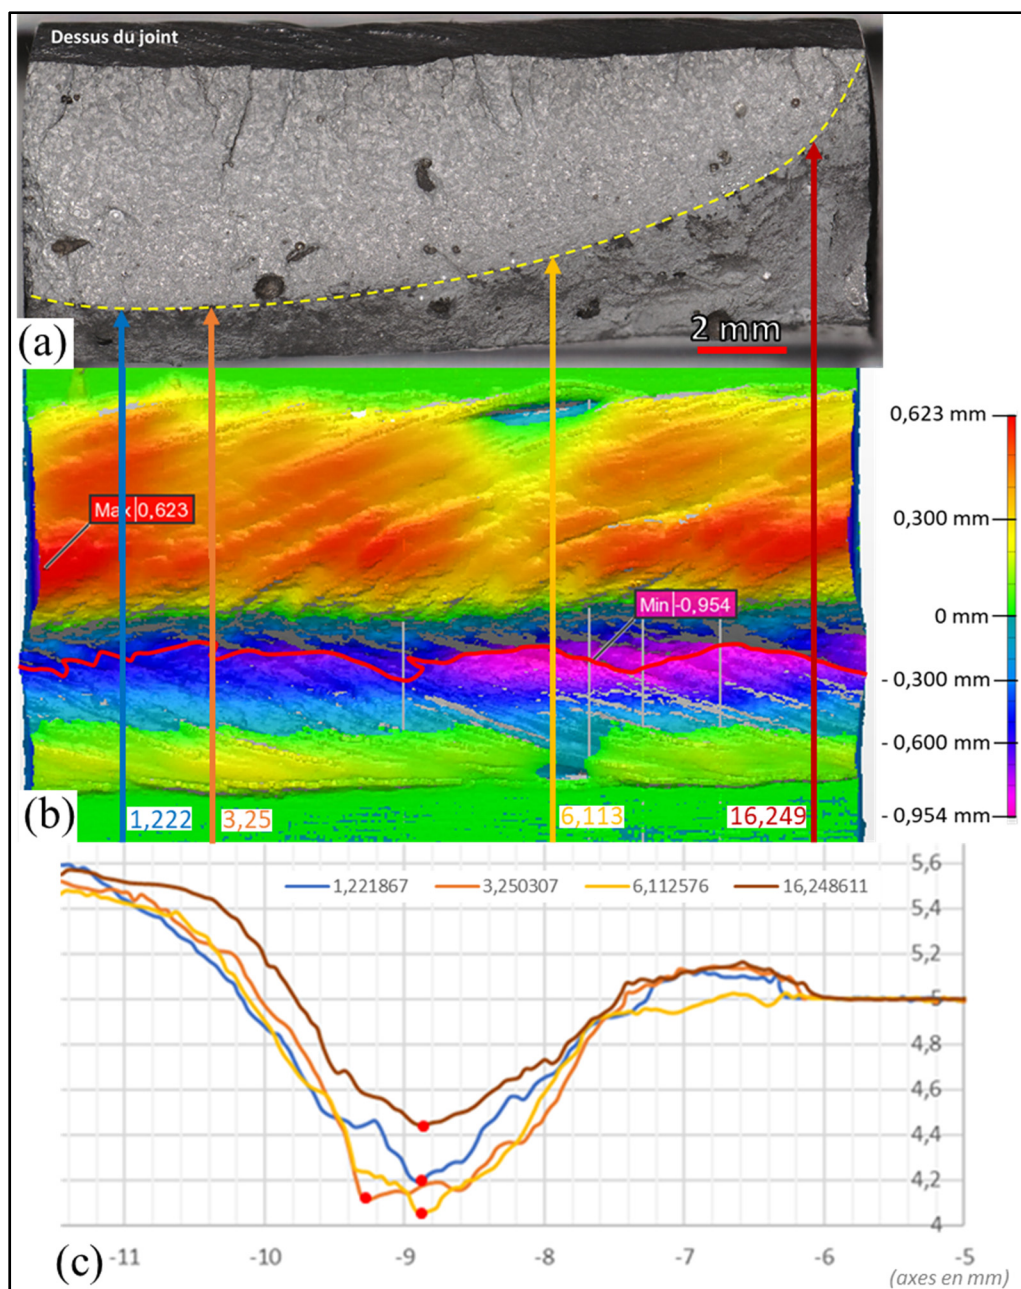 Dessus du joint
(a)
2 mm
0,623 mm
Max 0,623
0,300 mm
Min -0,954
0 mm
- 0,300 mm
- 0,600 mm
(b)
1,222
3,25
6,113
16,249
- 0,954 mm
5,6
1,221867
3,250307
6,112576
16,248611
5,4
5,2
5
4,8
4,6
4,4
4,2
4
(c)
-11
-10
-9
-8
-7
-6
-5
(axes en mm)